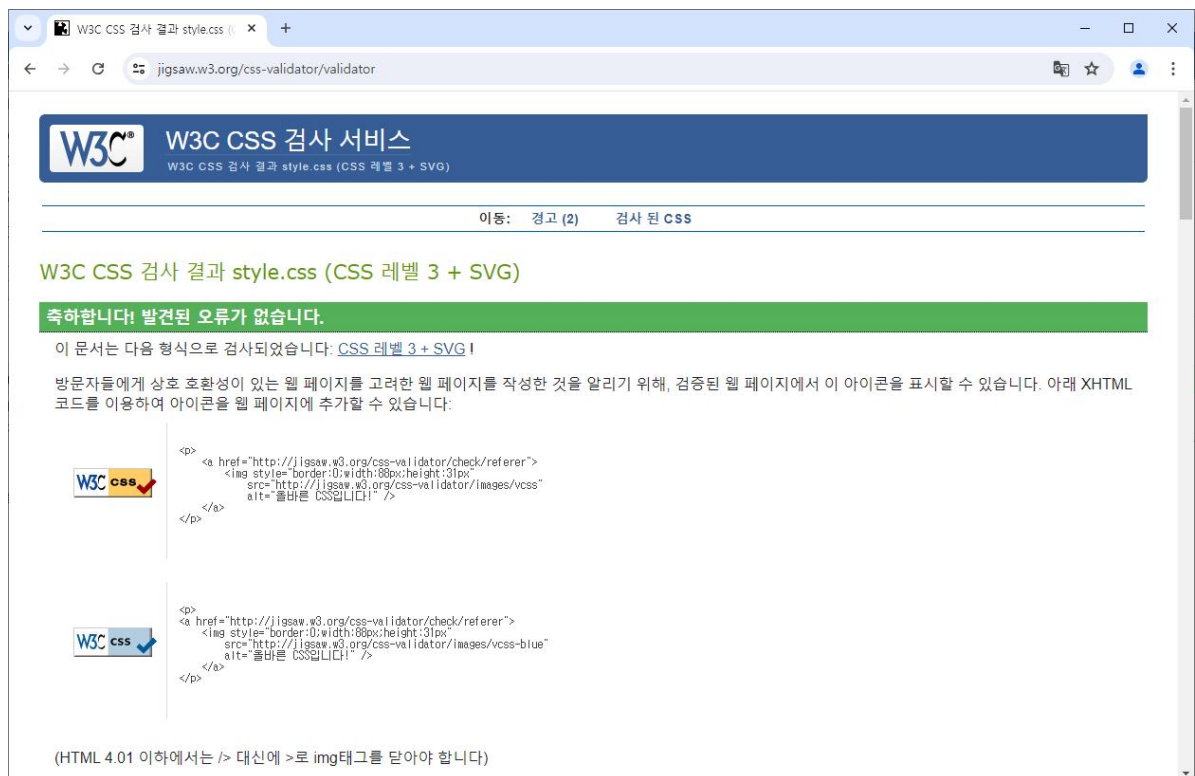 W3C CSS 검사 결과 style.css (
jigsaw.w3.org/css-validator/validator
W3C®
W3C CSS 검사 서비스
W3C CSS 검사 결과 style.css (CSS 레벨 3 + SVG)
이동: 경고 (2) 검사 된 CSS
W3C CSS 검사 결과 style.css (CSS 레벨 3 + SVG)
축하합니다! 발견된 오류가 없습니다.
이 문서는 다음 형식으로 검사되었습니다: CSS 레벨 3 + SVG !
방문자들에게 상호 호환성이 있는 웹 페이지를 고려한 웹 페이지를 작성한 것을 알리기 위해, 검증된 웹 페이지에서 이 아이콘을 표시할 수 있습니다. 아래 XHTML
코드를 이용하여 아이콘을 웹 페이지에 추가할 수 있습니다:
W3C css
<p>
<a href="http://jigsaw.w3.org/css-validator/check/referer">
<img style="border:0;width:88px;height:31px"
src="http://jigsaw.w3.org/css-validator/images/vcss"
alt="올바른 CSS입니다!" />
</a>
</p>
W3C css
<p>
<a href="http://jigsaw.w3.org/css-validator/check/referer">
<img style="border:0;width:88px;height:31px"
src="http://jigsaw.w3.org/css-validator/images/vcss-blue"
alt="올바른 CSS입니다!" />
</a>
</p>
(HTML 4.01 이하에서는 /> 대신에 >로 img태그를 닫아야 합니다)